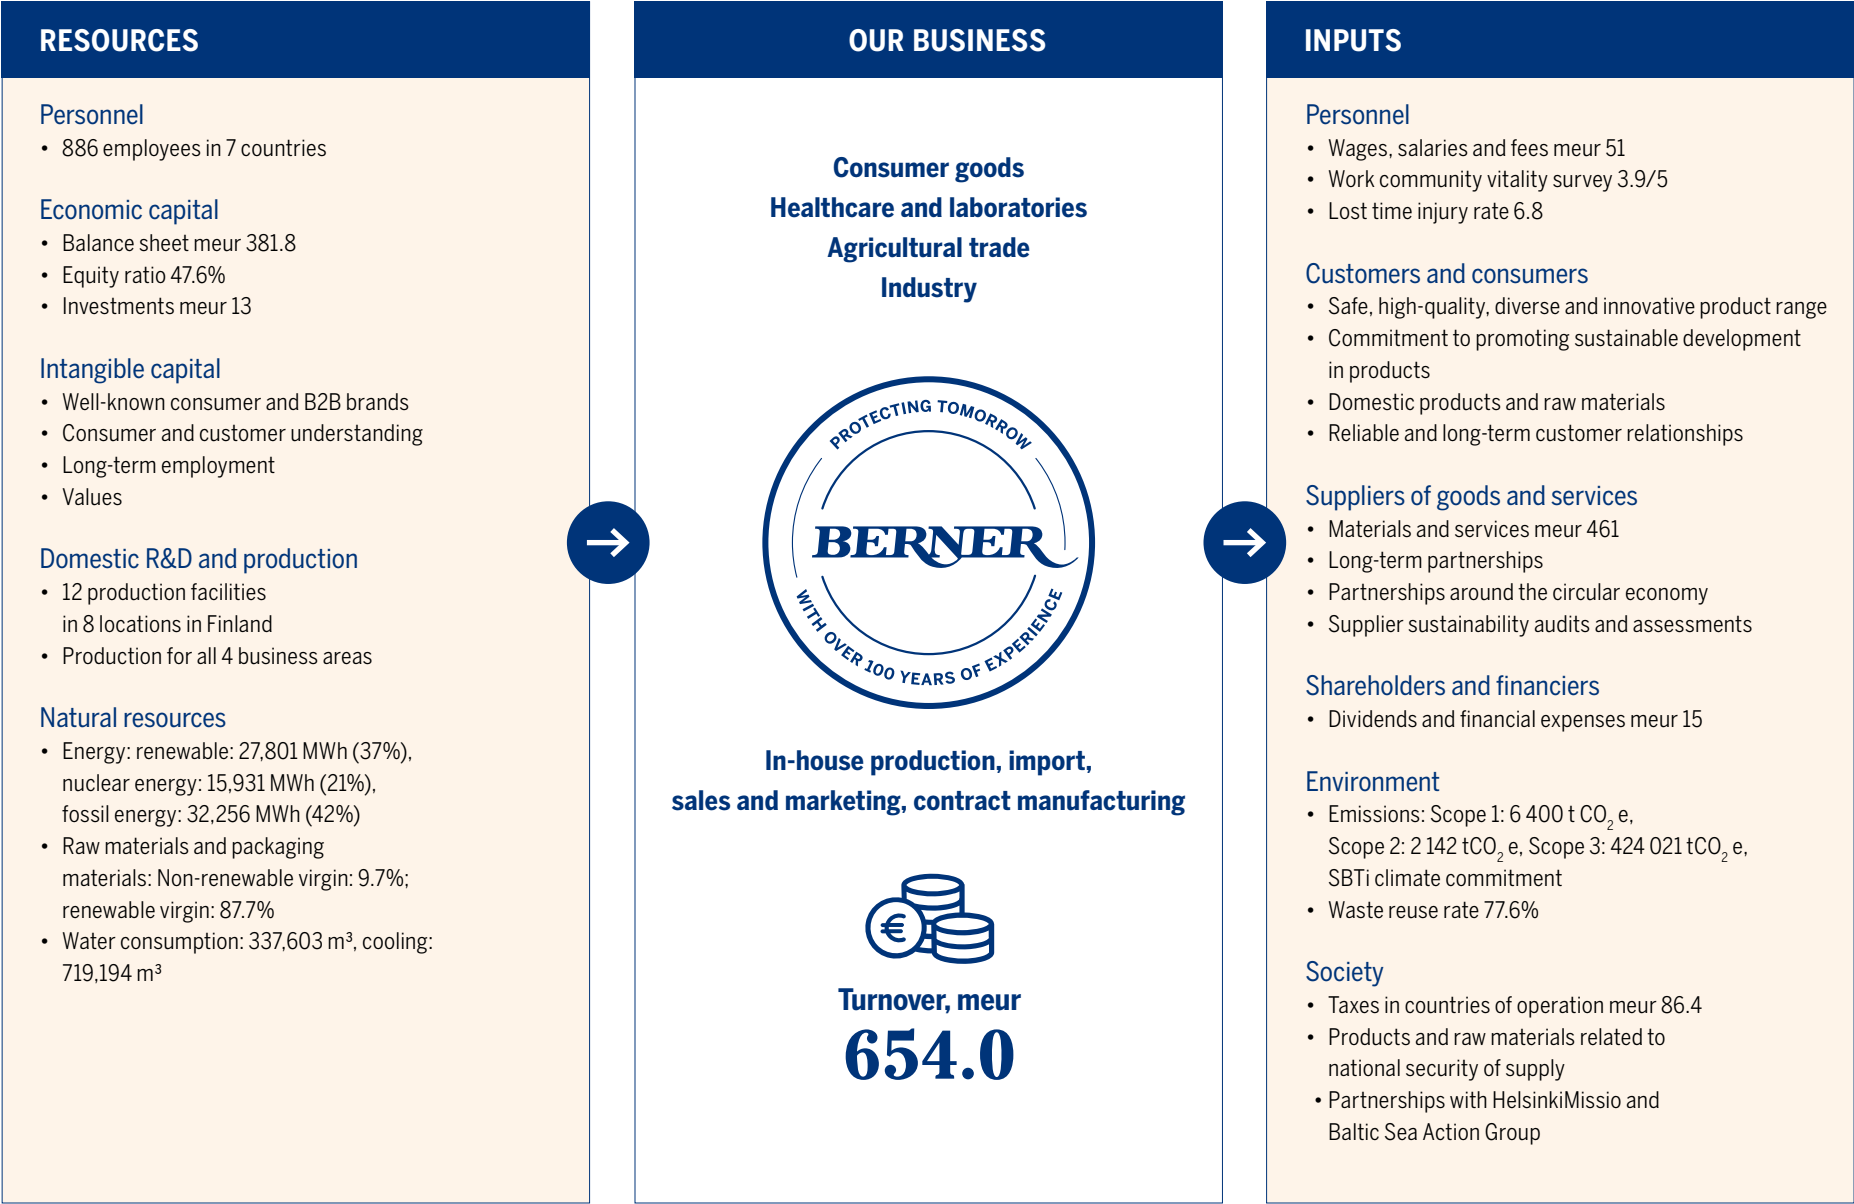 RESOURCES
Personnel
• 886 employees in 7 countries
Economic capital
• Balance sheet meur 381.8
• Equity ratio 47.6%
• Investments meur 13
Intangible capital
• Well-known consumer and B2B brands
• Consumer and customer understanding
• Long-term employment
• Values
Domestic R&D and production
• 12 production facilities
in 8 locations in Finland
• Production for all 4 business areas
Natural resources
• Energy: renewable: 27,801 MWh (37%),
nuclear energy: 15,931 MWh (21%),
fossil energy: 32,256 MWh (42%)
• Raw materials and packaging
materials: Non-renewable virgin: 9.7%;
renewable virgin: 87.7%
• Water consumption: 337,603 m³, cooling:
719,194 m³
OUR BUSINESS
Consumer goods
Healthcare and laboratories
Agricultural trade
Industry
PROTECTING TOMORROW
BERNER
WITH OVER 100 YEARS OF EXPERIENCE
In-house production, import,
sales and marketing, contract manufacturing
€
Turnover, meur
654.0
INPUTS
Personnel
• Wages, salaries and fees meur 51
• Work community vitality survey 3.9/5
• Lost time injury rate 6.8
Customers and consumers
• Safe, high-quality, diverse and innovative product range
• Commitment to promoting sustainable development
in products
• Domestic products and raw materials
• Reliable and long-term customer relationships
Suppliers of goods and services
• Materials and services meur 461
• Long-term partnerships
• Partnerships around the circular economy
• Supplier sustainability audits and assessments
Shareholders and financiers
• Dividends and financial expenses meur 15
Environment
• Emissions: Scope 1: 6 400 t CO₂ e,
Scope 2: 2 142 tCO₂ e, Scope 3: 424 021 tCO₂ e,
SBTi climate commitment
• Waste reuse rate 77.6%
Society
• Taxes in countries of operation meur 86.4
• Products and raw materials related to
national security of supply
• Partnerships with HelsinkiMissio and
Baltic Sea Action Group